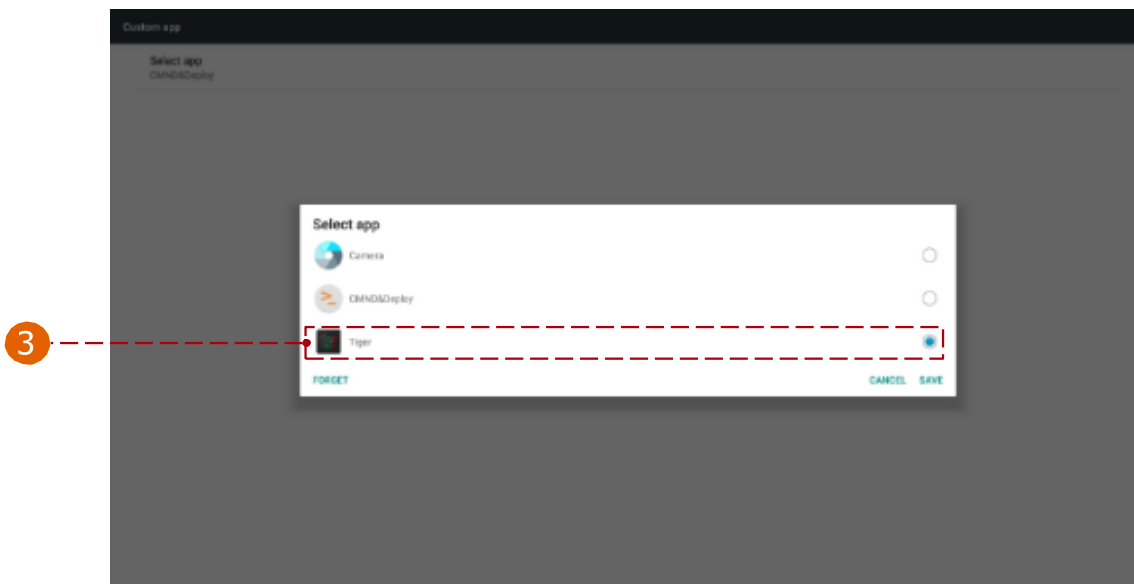 Custom app
Select app
CMND&Deploy
Select app
Camera
CMND&Deploy
3
Tiger
FORGET
CANCEL SAVE